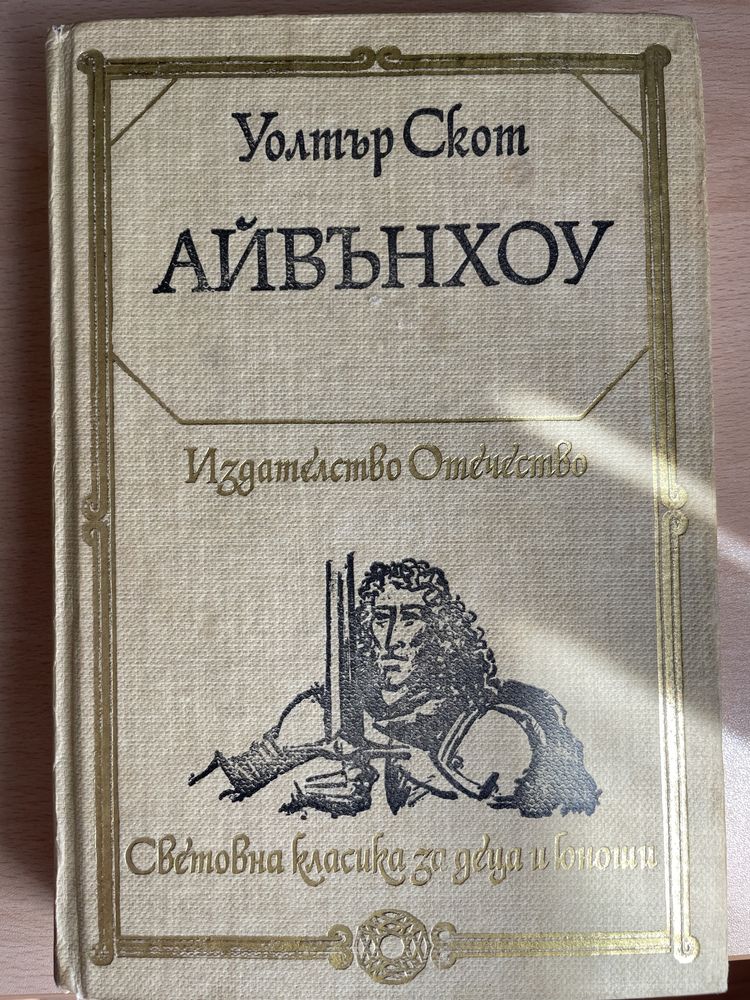 Уолтър Скот
АЙВЪНХОУ
Издателство Отечество
Световна класика за деца и юноши